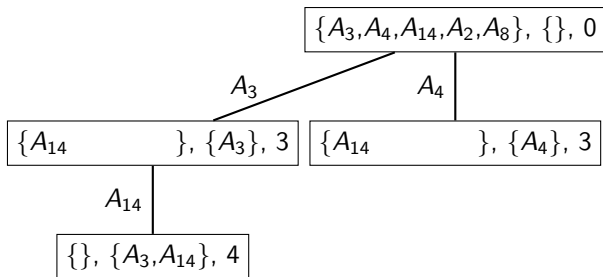 {A₃,A₄,A₁₄,A₂,A₈}, {}, 0
A₃
A₄
{A₁₄ }, {A₃}, 3
{A₁₄ }, {A₄}, 3
A₁₄
{}, {A₃,A₁₄}, 4